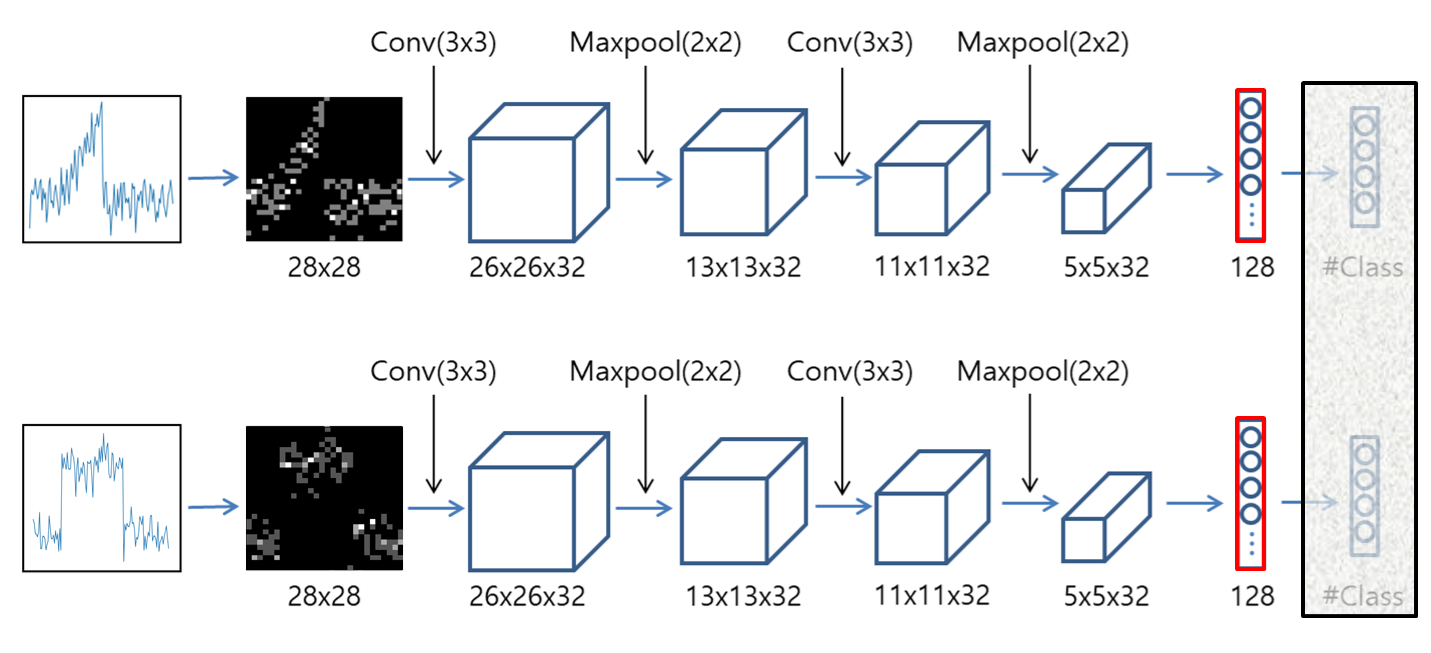 Conv(3x3) Maxpool(2x2) Conv(3x3) Maxpool(2x2)
28x28 26x26x32 13x13x32 11x11x32 5x5x32 128 #Class
Conv(3x3) Maxpool(2x2) Conv(3x3) Maxpool(2x2)
28x28 26x26x32 13x13x32 11x11x32 5x5x32 128 #Class